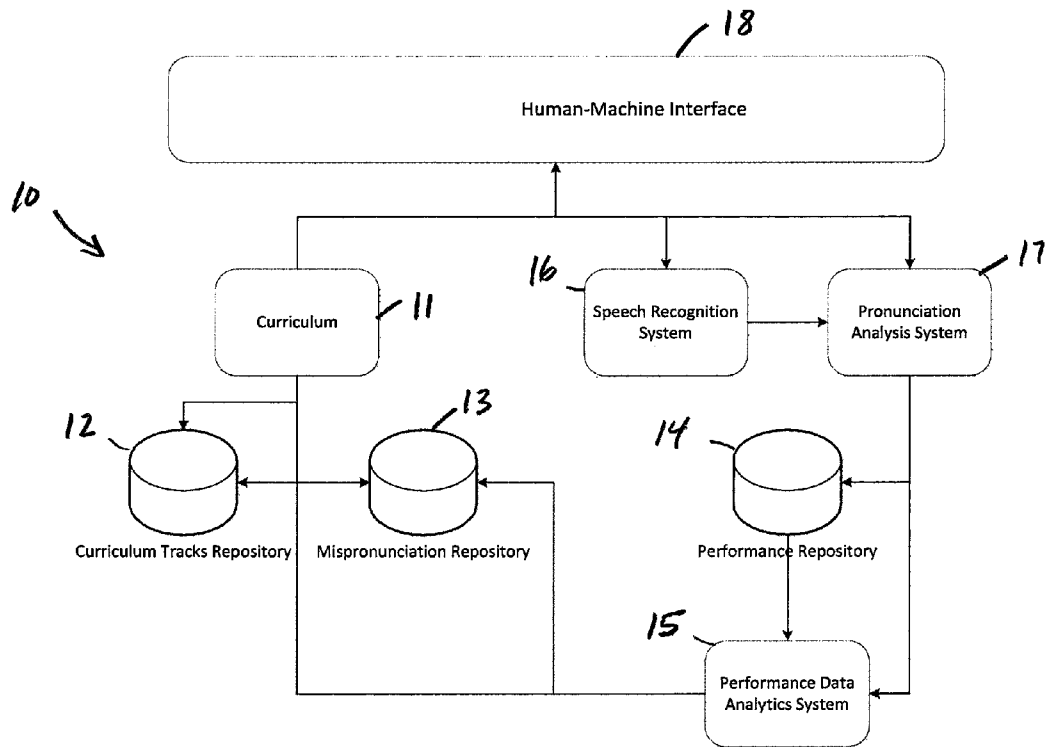 18
Human-Machine Interface
10
16
17
Speech Recognition
System
Pronunciation
Analysis System
Curriculum
11
12
13
14
Curriculum Tracks Repository
Mispronunciation Repository
Performance Repository
15
Performance Data
Analytics System